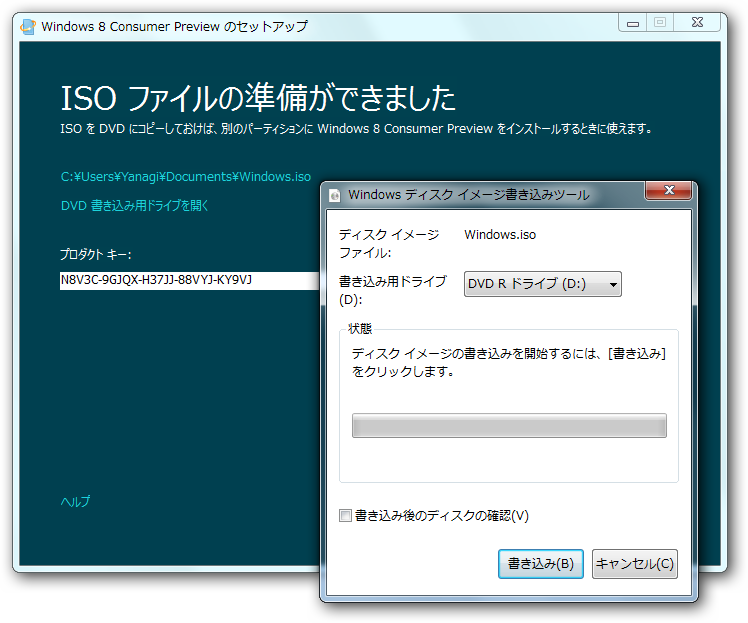 Windows 8 Consumer Preview のセットアップ
ISO ファイルの準備ができました
ISO を DVD にコピーしておけば、別のパーティションに Windows 8 Consumer Preview をインストールするときに使えます。
C:¥Users¥Yanagi¥Documents¥Windows.iso
DVD 書き込み用ドライブを開く
プロダクト キー:
N8V3C-9GJQX-H37JJ-88VYJ-KY9VJ
ヘルプ
Windows ディスク イメージ書き込みツール
ディスク イメージ
ファイル:
Windows.iso
書き込み用ドライブ
(D):
DVD R ドライブ (D:)
状態
ディスク イメージの書き込みを開始するには、[書き込み]
をクリックします。
書き込み後のディスクの確認(V)
書き込み(B)
キャンセル(C)